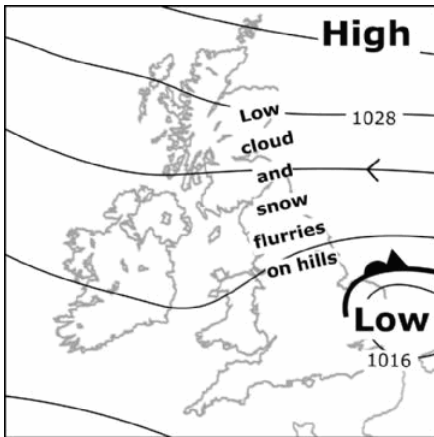 High
1028
Low
cloud
and
snow
flurries
on hills
Low
1016